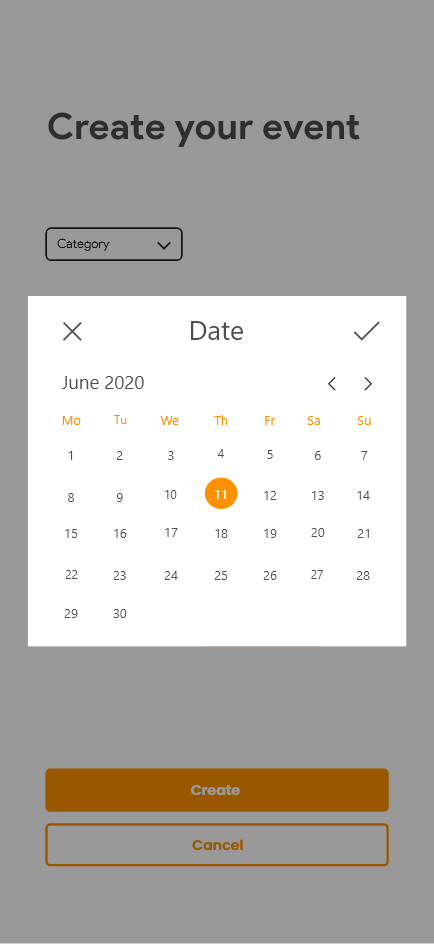 Create your event
Category
Date
June 2020
Mo Tu We Th Fr Sa Su
1 2 3 4 5 6 7
8 9 10 11 12 13 14
15 16 17 18 19 20 21
22 23 24 25 26 27 28
29 30
Create
Cancel